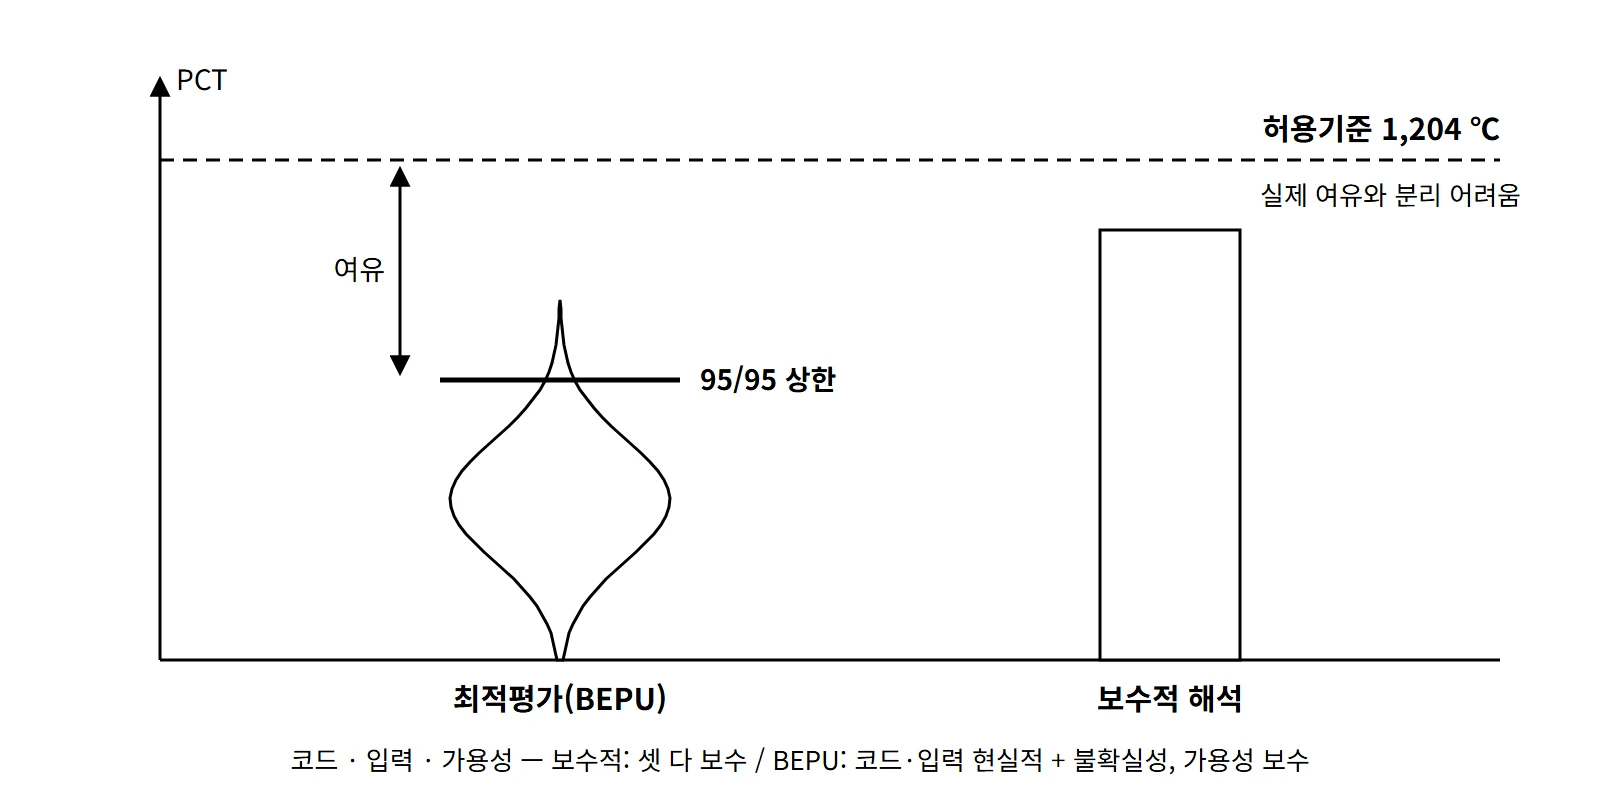 PCT
허용기준 1,204 ℃
실제 여유와 분리 어려움
여유
95/95 상한
최적평가(BEPU)
보수적 해석
코드 · 입력 · 가용성 — 보수적: 셋 다 보수 / BEPU: 코드·입력 현실적 + 불확실성, 가용성 보수